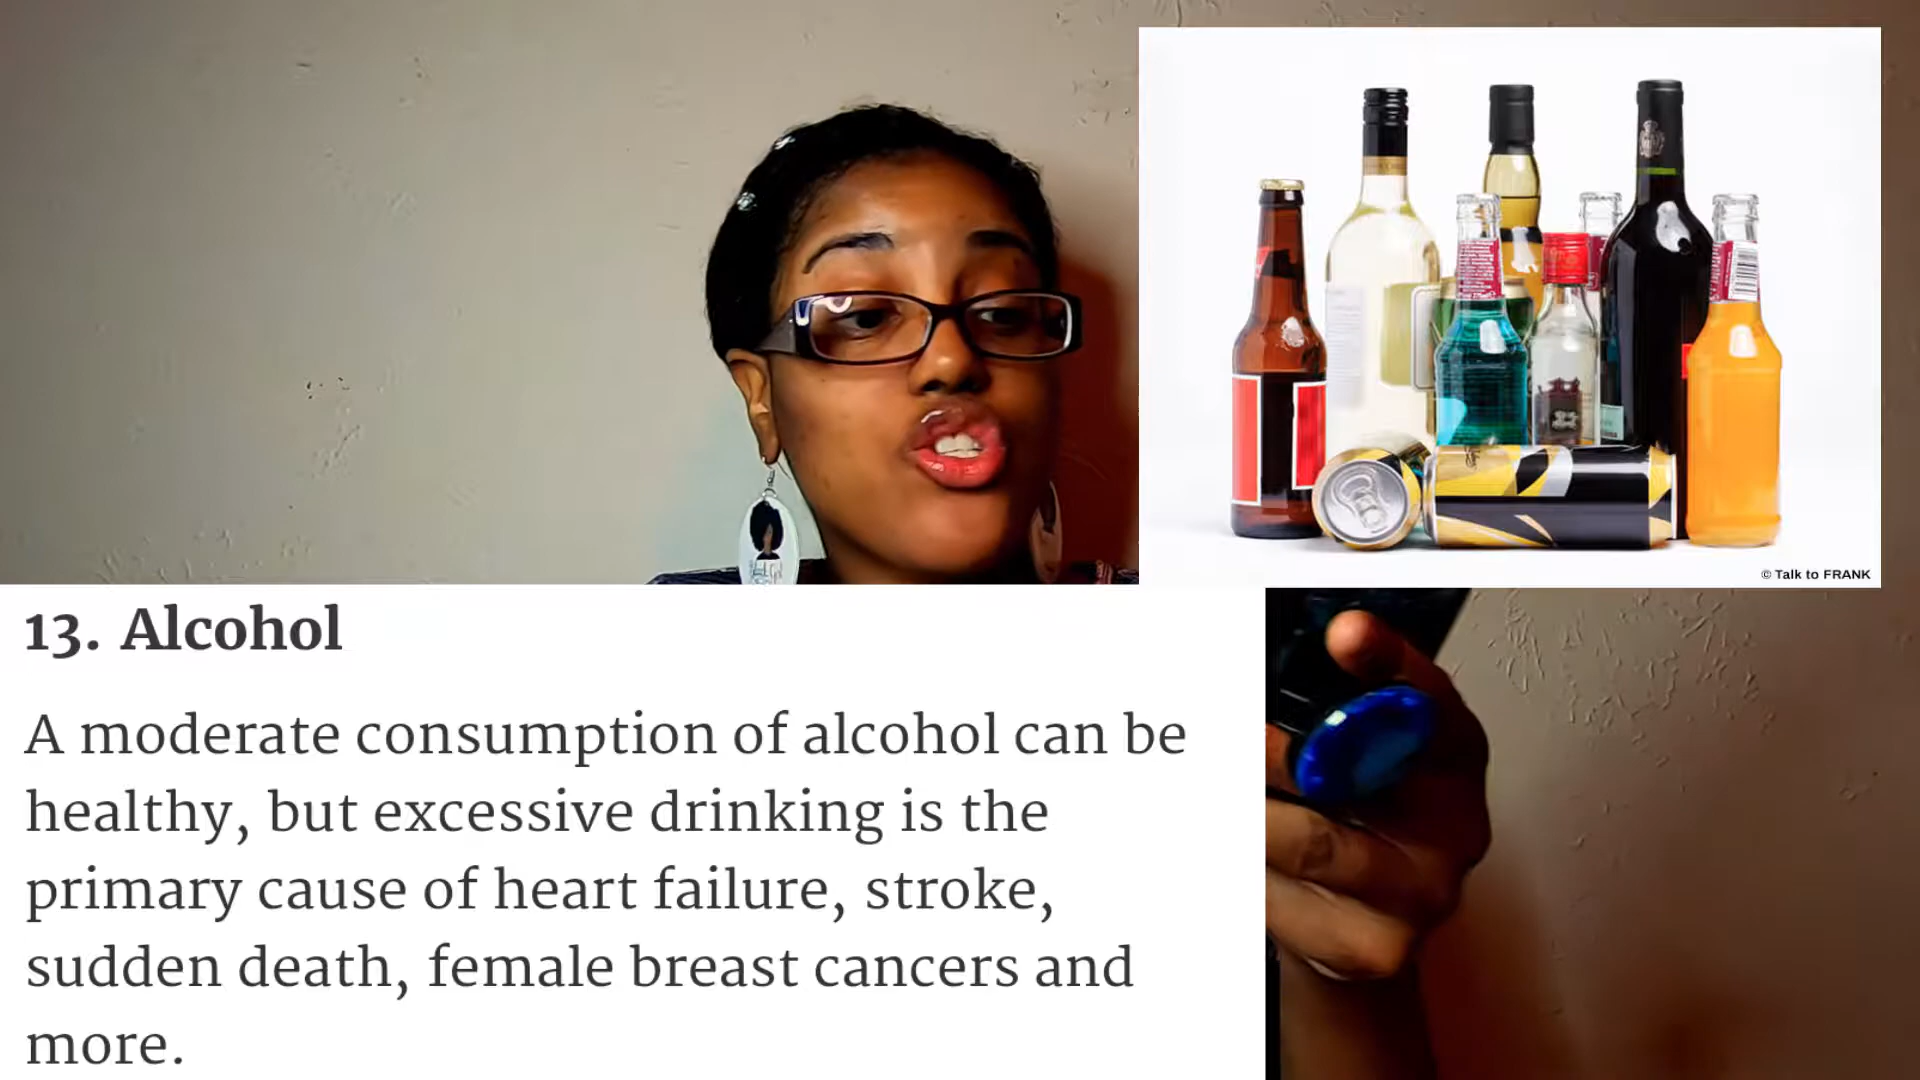 © Talk to FRANK
13. Alcohol
A moderate consumption of alcohol can be
healthy, but excessive drinking is the
primary cause of heart failure, stroke,
sudden death, female breast cancers and
more.